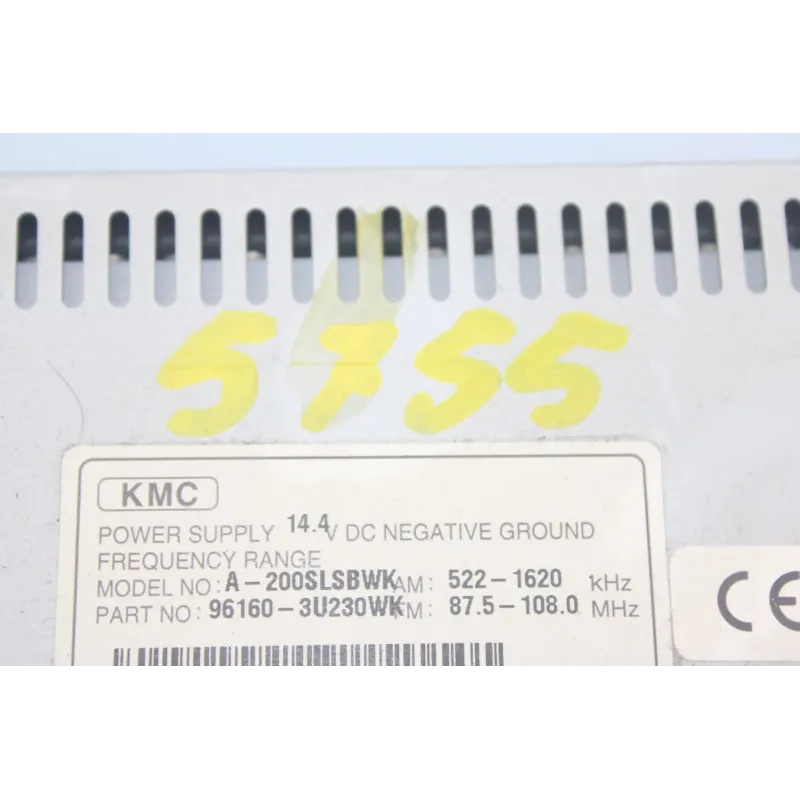 5755
KMC
POWER SUPPLY 14.4V DC NEGATIVE GROUND
FREQUENCY RANGE
MODEL NO: A-200SLSBWK AM: 522-1620 kHz
PART NO: 96160-3U230WK FM: 87.5-108.0 MHz
CE